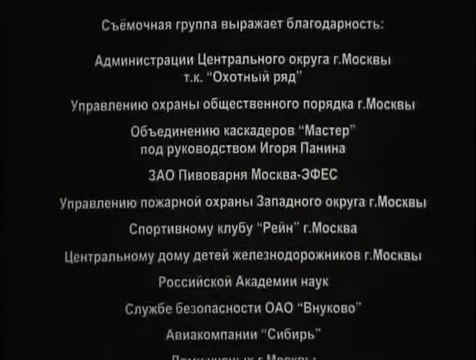 Съёмочная группа выражает благодарность:
Администрации Центрального округа г.Москвы
т.к. “Охотный ряд”
Управлению охраны общественного порядка г.Москвы
Объединению каскадеров “Мастер”
под руководством Игоря Панина
ЗАО Пивоварня Москва-ЭФЕС
Управлению пожарной охраны Западного округа г.Москвы
Спортивному клубу “Рейн” г.Москва
Центральному дому детей железнодорожников г.Москвы
Российской Академии наук
Службе безопасности ОАО “Внуково”
Авиакомпании “Сибирь”
г.Москвы